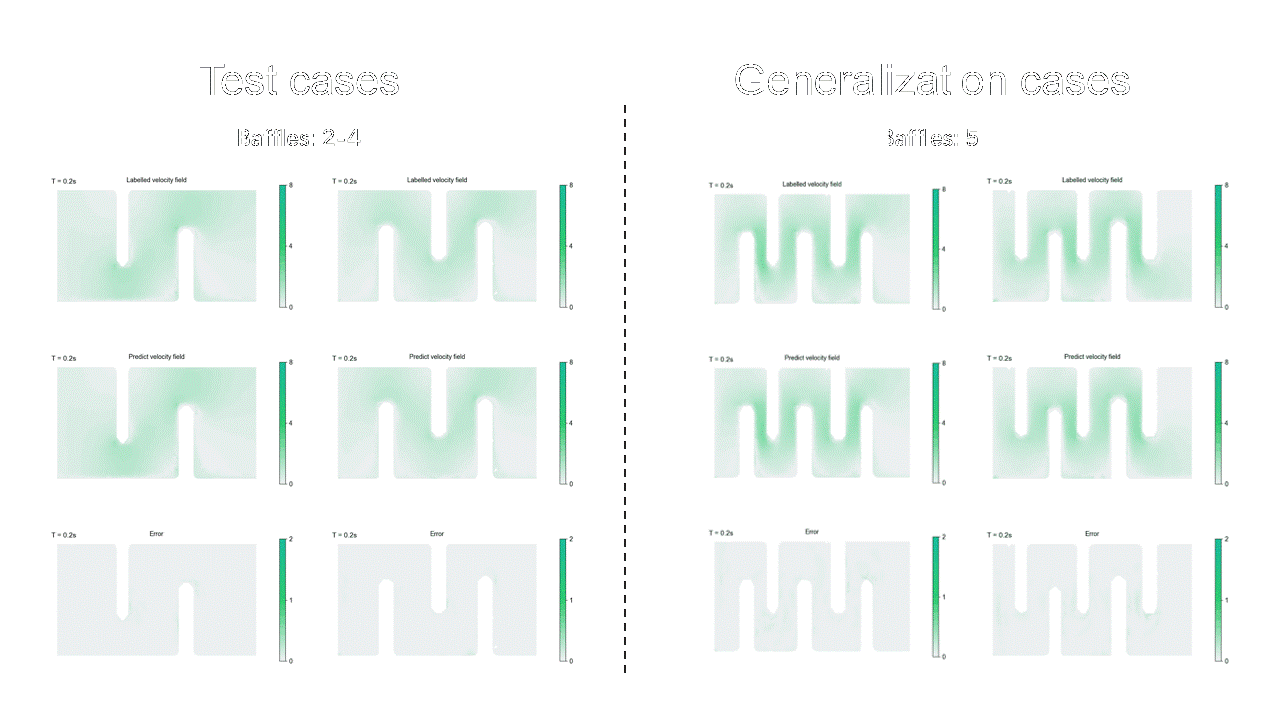 Test cases
Baffles: 2-4
T = 0.2s
Labelled velocity field
8
4
0
T = 0.2s
Labelled velocity field
8
4
0
T = 0.2s
Predict velocity field
8
4
0
T = 0.2s
Predict velocity field
8
4
0
T = 0.2s
Error
2
1
0
T = 0.2s
Error
2
1
0
Generalization cases
Baffles: 5
T = 0.2s
Labelled velocity field
8
4
0
T = 0.2s
Labelled velocity field
8
4
0
T = 0.2s
Predict velocity field
8
4
0
T = 0.2s
Predict velocity field
8
4
0
T = 0.2s
Error
2
1
0
T = 0.2s
Error
2
1
0